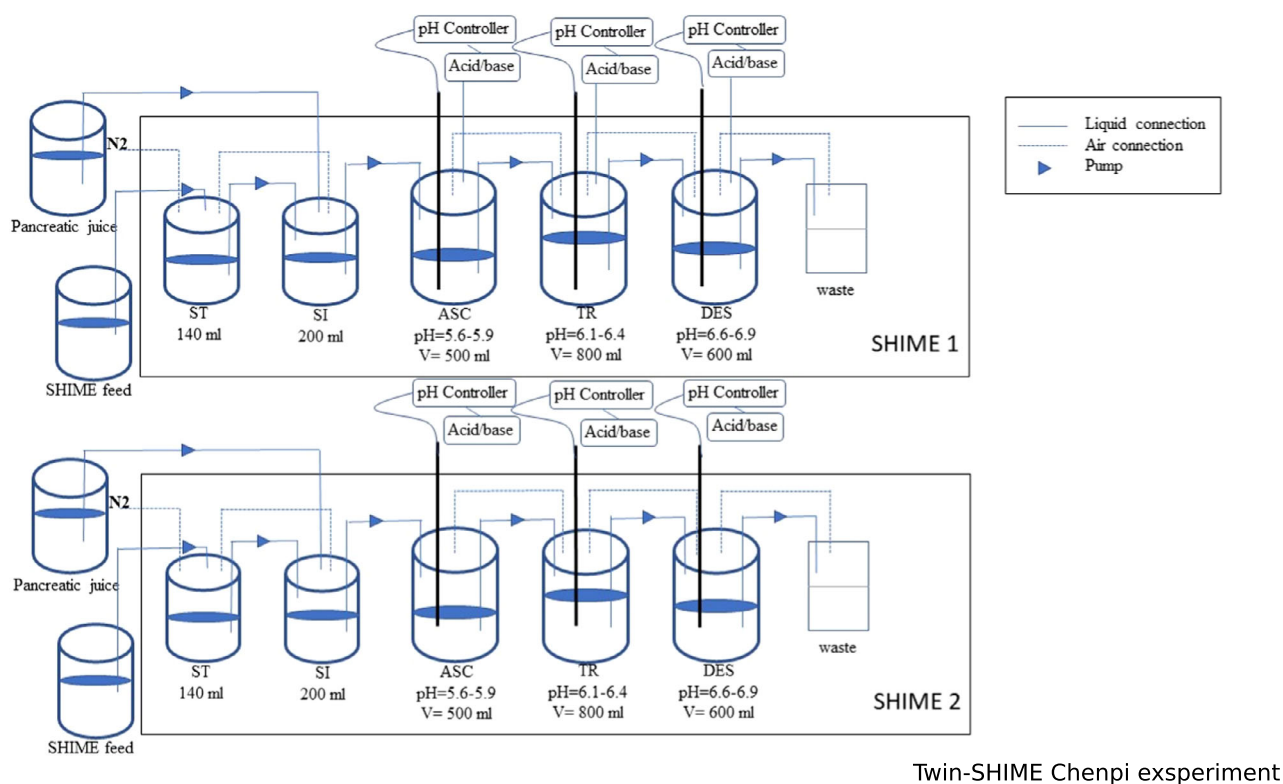 pH Controller
pH Controller
pH Controller
Acid/base
Acid/base
Acid/base
Liquid connection
Air connection
Pump
N2
Pancreatic juice
ST
140 ml
SI
200 ml
ASC
pH=5.6-5.9
V= 500 ml
TR
pH=6.1-6.4
V= 800 ml
DES
pH=6.6-6.9
V= 600 ml
waste
SHIME 1
SHIME feed
pH Controller
pH Controller
pH Controller
Acid/base
Acid/base
Acid/base
N2
Pancreatic juice
ST
140 ml
SI
200 ml
ASC
pH=5.6-5.9
V= 500 ml
TR
pH=6.1-6.4
V= 800 ml
DES
pH=6.6-6.9
V= 600 ml
waste
SHIME 2
SHIME feed
Twin-SHIME Chenpi exsperiment